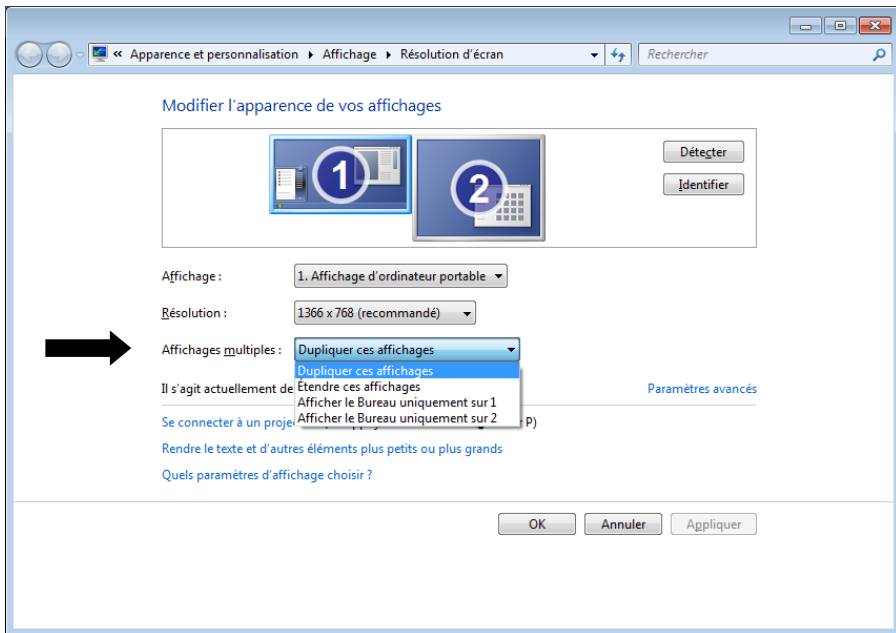 « Apparence et personnalisation Affichage Résolution d'écran Rechercher
Modifier l'apparence de vos affichages
1 2
Détecter
Identifier
Affichage : 1. Affichage d'ordinateur portable
Résolution : 1366 x 768 (recommandé)
Affichages multiples : Dupliquer ces affichages
Dupliquer ces affichages
Il s'agit actuellement de Étendre ces affichages Paramètres avancés
Afficher le Bureau uniquement sur 1
Se connecter à un Afficher le Bureau uniquement sur 2 P)
Rendre le texte et d'autres éléments plus petits ou plus grands
Quels paramètres d'affichage choisir ?
OK Annuler Appliquer